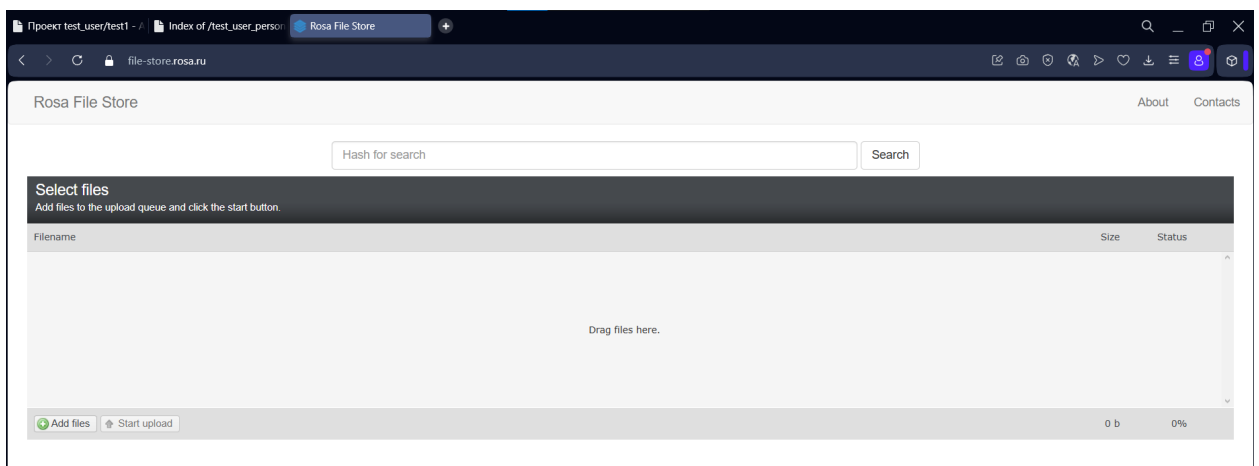 Проект test_user/test1 - A
Index of /test_user_person
Rosa File Store
file-store.rosa.ru
Rosa File Store
About
Contacts
Hash for search
Search
Select files
Add files to the upload queue and click the start button.
Filename
Size
Status
Drag files here.
Add files
Start upload
0 b
0%